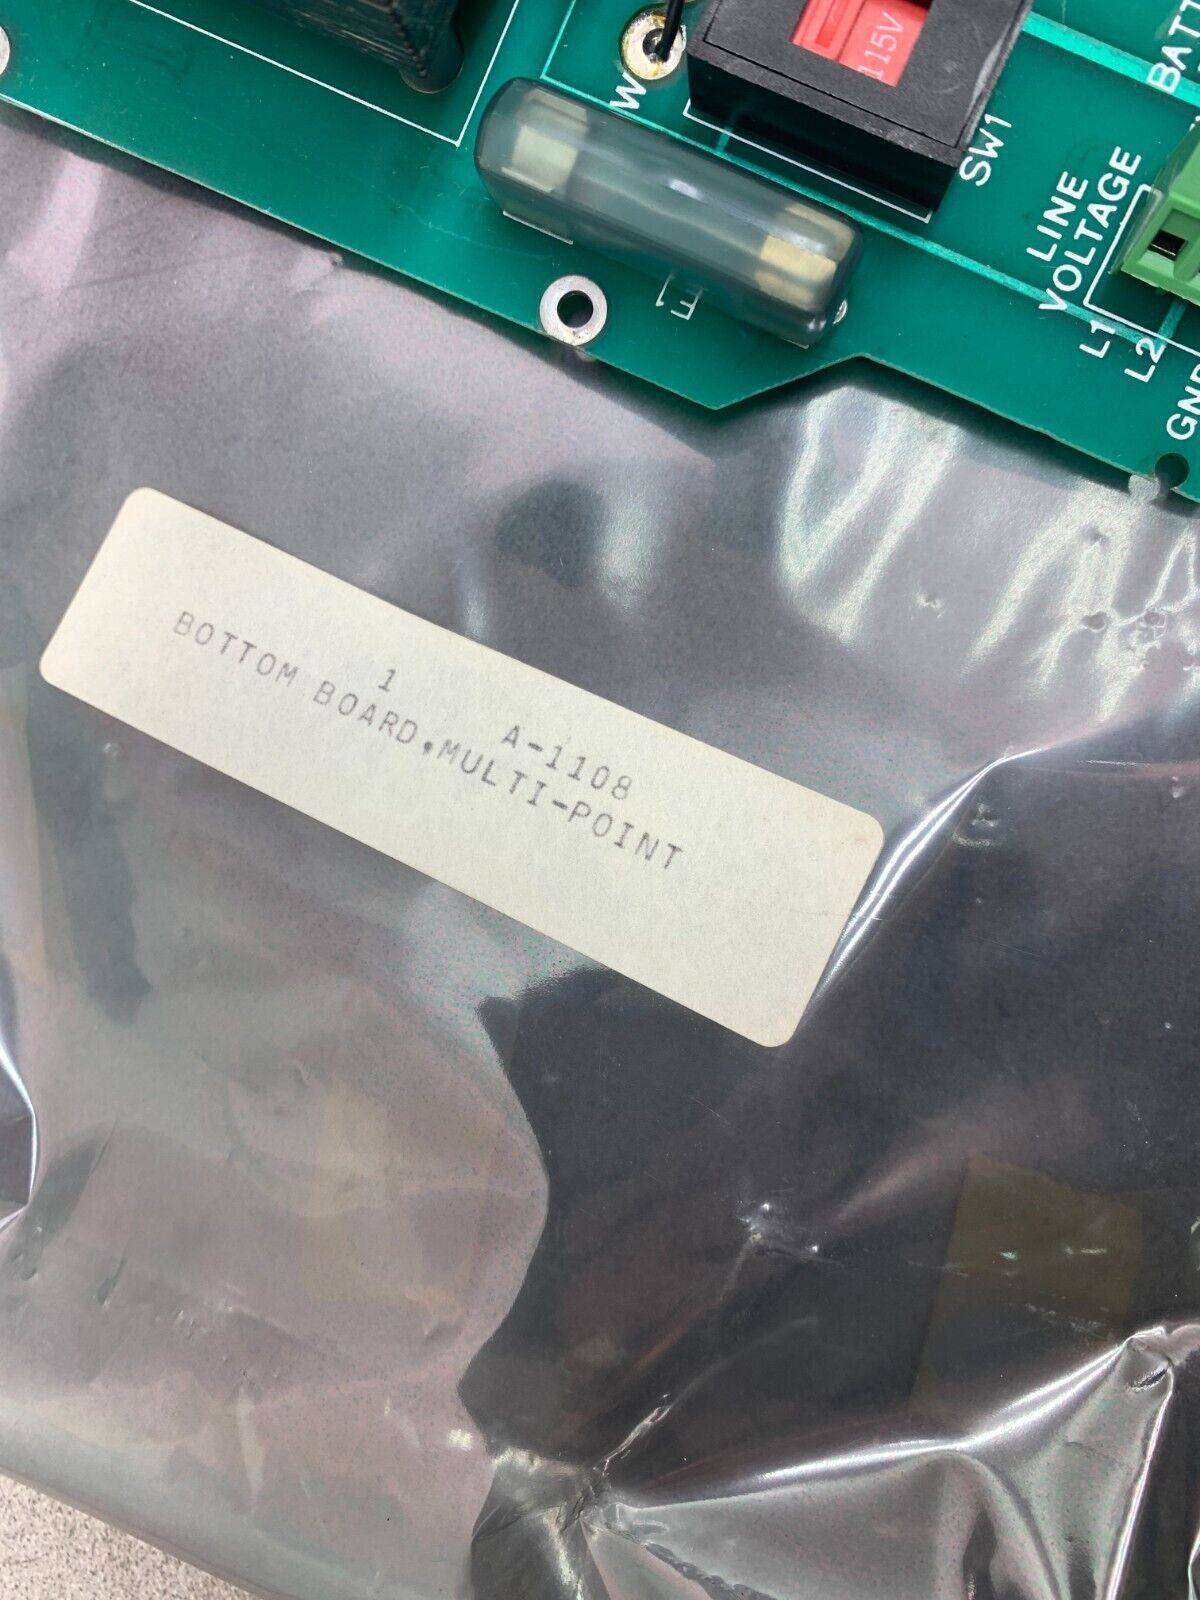 115V
W
SW1
BATT
LINE
VOLTAGE
L1
L2
F1
1 A-1108
BOTTOM BOARD,MULTI-POINT